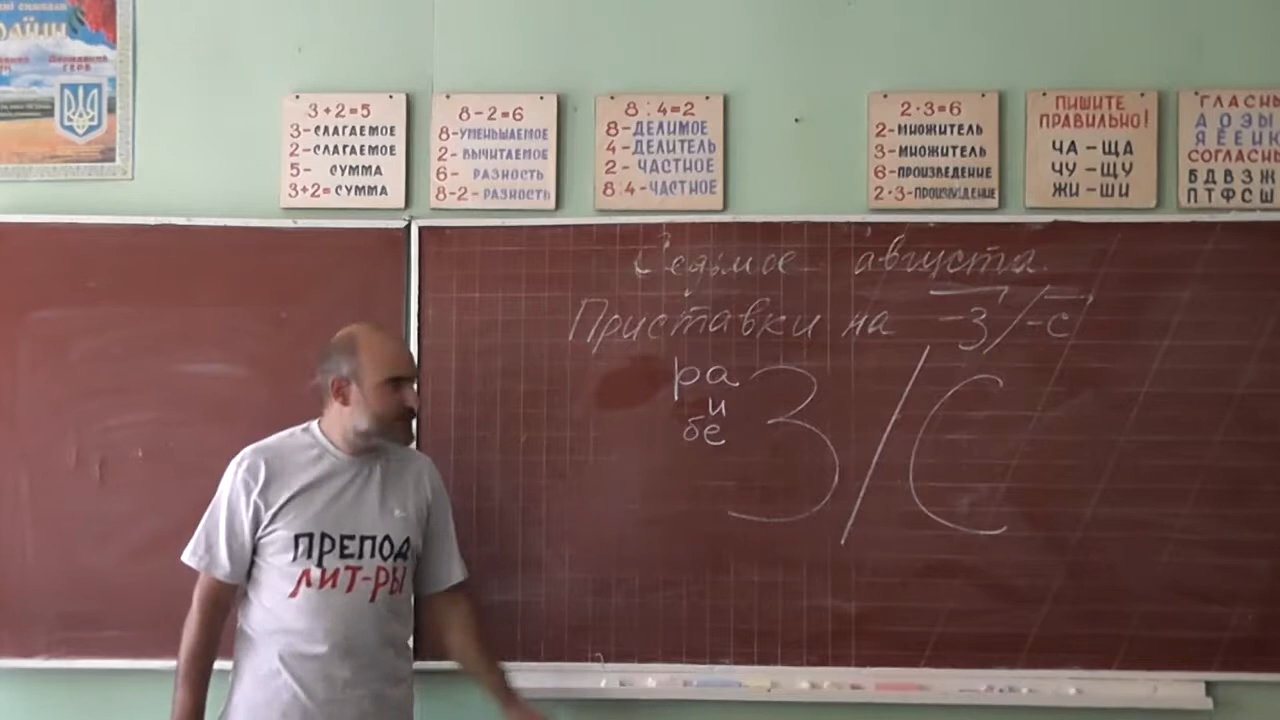 3+2=5
3-СЛАГАЕМОЕ
2-СЛАГАЕМОЕ
5- СУММА
3+2=СУММА
8-2=6
8-УМЕНЬШАЕМОЕ
2-ВЫЧИТАЕМОЕ
6- РАЗНОСТЬ
8-2-РАЗНОСТЬ
8:4=2
8-ДЕЛИМОЕ
4-ДЕЛИТЕЛЬ
2-ЧАСТНОЕ
8:4-ЧАСТНОЕ
2·3=6
2-МНОЖИТЕЛЬ
3-МНОЖИТЕЛЬ
6-ПРОИЗВЕДЕНИЕ
2·3-ПРОИЗВЕДЕНИЕ
ПИШИТЕ
ПРАВИЛЬНО!
ЧА-ЩА
ЧУ-ЩУ
ЖИ-ШИ
ГЛАСНЫ
А О Э Ы
Я Ё Е И Ю
СОГЛАСНЫ
Б Д В З Ж
П Т Ф С Ш
Седьмое августа.
Приставки на -з/-с
ра
и
бе
З/С
ПРЕПОД
ЛИТ-РЫ